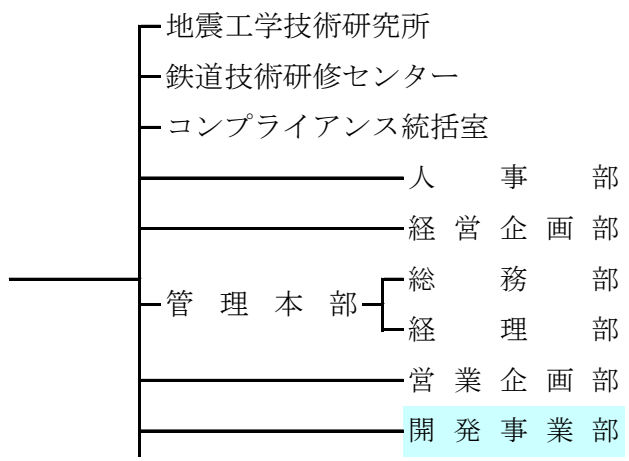 地震工学技術研究所
鉄道技術研修センター
コンプライアンス統括室
人事部
経営企画部
管理本部
総務部
経理部
営業企画部
開発事業部